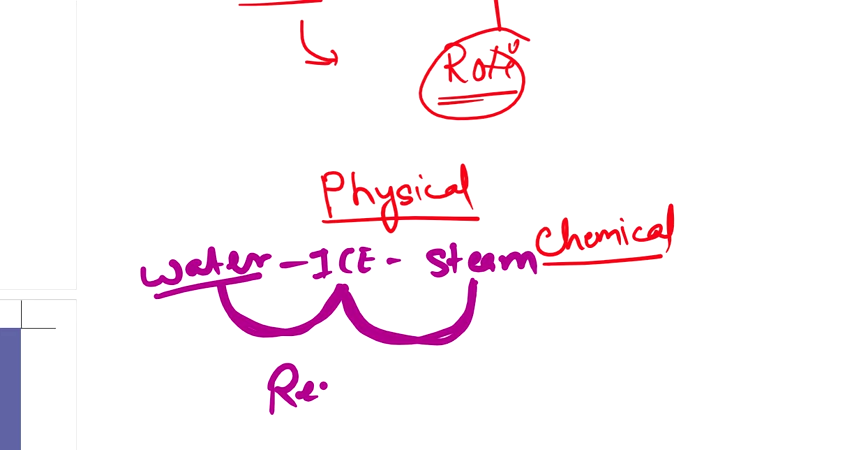 Roti
Physical
Chemical
Water - ICE - Steam
Re